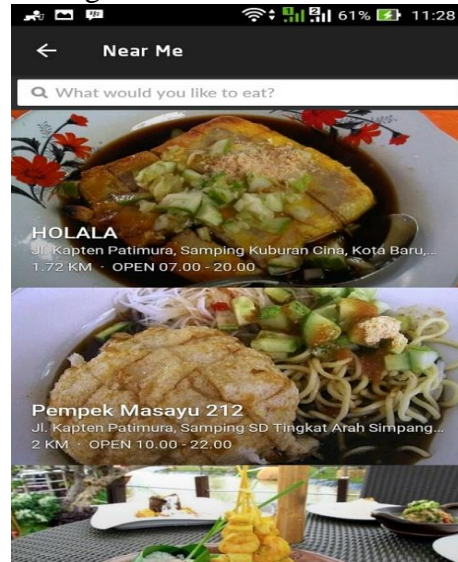 61% 11:28
Near Me
What would you like to eat?
HOLALA
Jl. Kapten Patimura, Samping Kuburan Cina, Kota Baru,...
1.72 KM · OPEN 07.00 - 20.00
Pempek Masayu 212
Jl. Kapten Patimura, Samping SD Tingkat Arah Simpang...
2 KM · OPEN 10.00 - 22.00